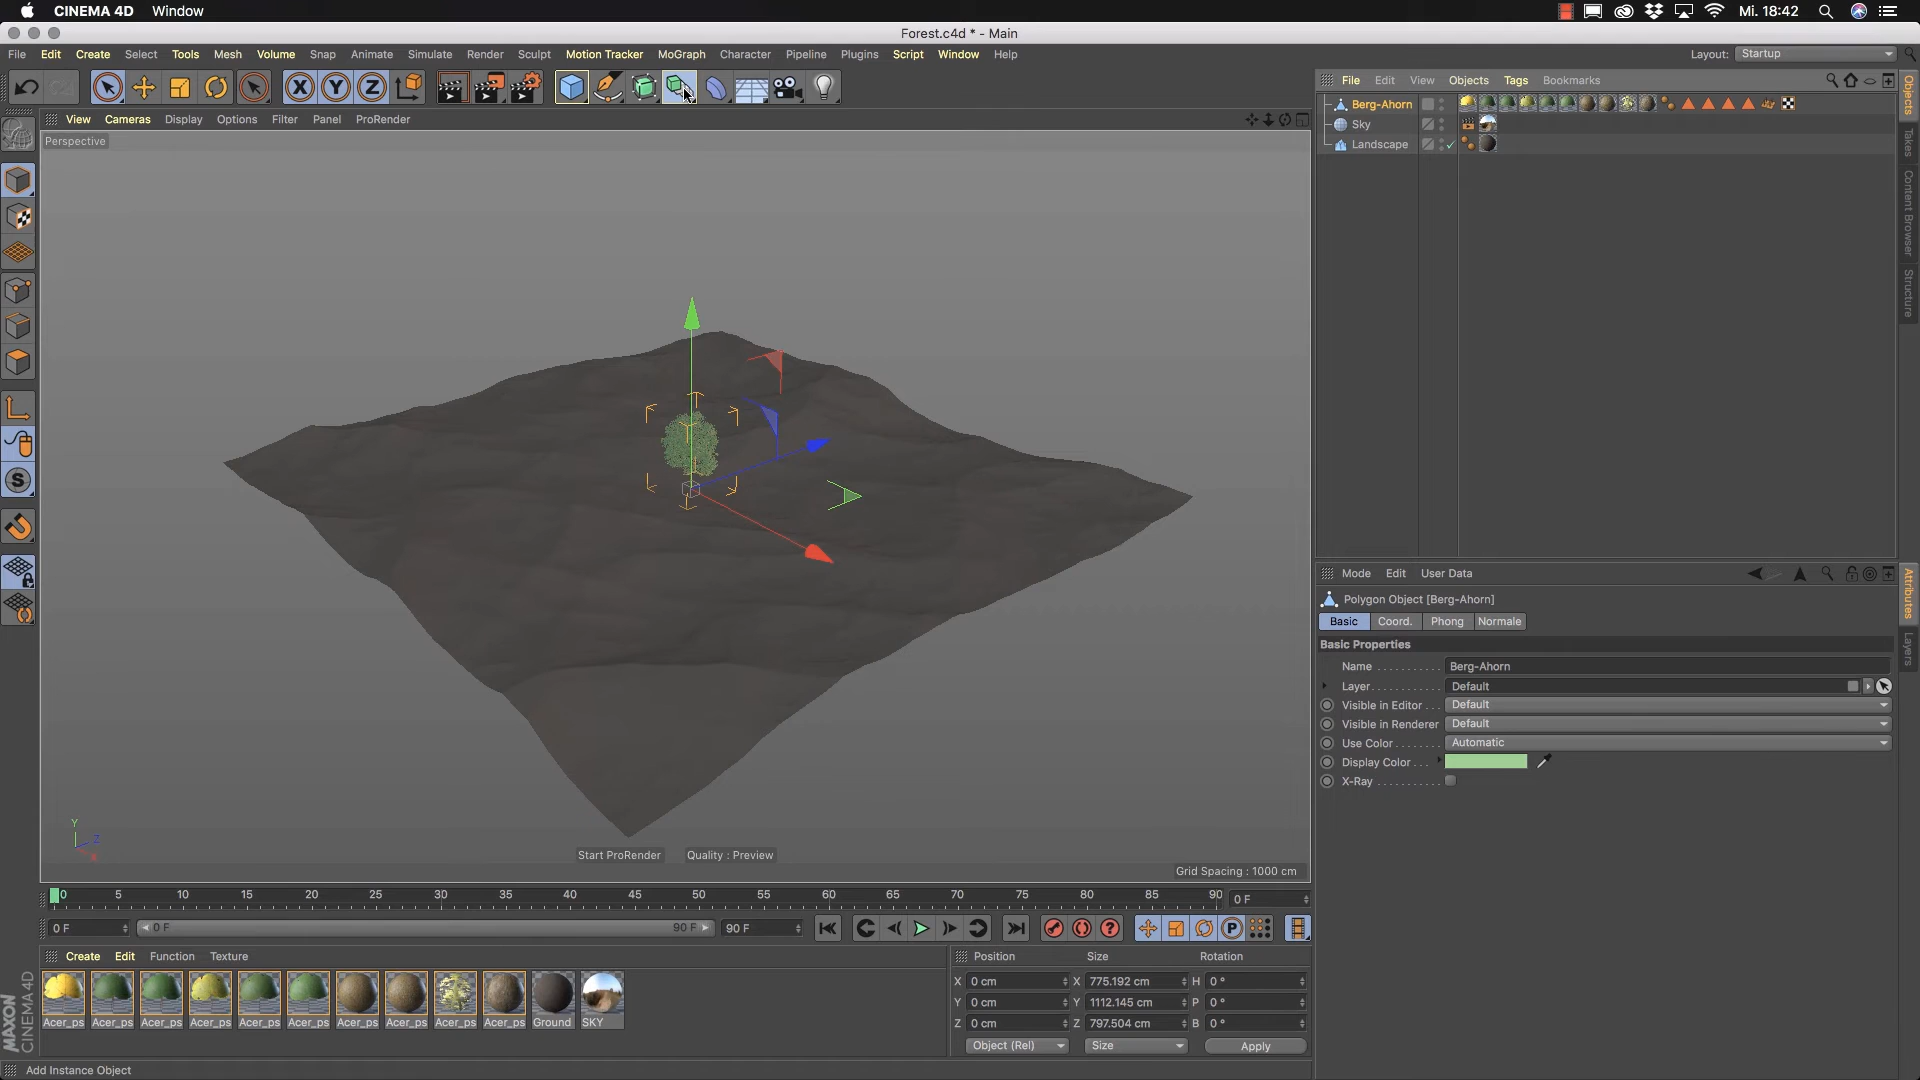 CINEMA 4D Window Mi. 18:42
Forest.c4d * - Main
File Edit Create Select Tools Mesh Volume Snap Animate Simulate Render Sculpt Motion Tracker MoGraph Character Pipeline Plugins Script Window Help Layout: Startup
X Y Z
File Edit View Objects Tags Bookmarks
View Cameras Display Options Filter Panel ProRender
Perspective
Berg-Ahorn
Sky
Landscape
Objects
Takes
Content Browser
Structure
S
Mode Edit User Data
Polygon Object [Berg-Ahorn]
Basic Coord. Phong Normale
Basic Properties
Name . . . . . . . . . . . Berg-Ahorn
Layer . . . . . . . . . . . Default
Visible in Editor . . . Default
Visible in Renderer Default
Use Color . . . . . . . . Automatic
Display Color . . .
X-Ray . . . . . . . . . . .
Attributes
Layers
Y
Z
X
Start ProRender Quality : Preview
Grid Spacing : 1000 cm
0 5 10 15 20 25 30 35 40 45 50 55 60 65 70 75 80 85 90 0 F
0 F 0 F 90 F 90 F P
Create Edit Function Texture
Acer_ps Acer_ps Acer_ps Acer_ps Acer_ps Acer_ps Acer_ps Acer_ps Acer_ps Acer_ps Ground SKY
Position Size Rotation
X 0 cm X 775.192 cm H 0 °
Y 0 cm Y 1112.145 cm P 0 °
Z 0 cm Z 797.504 cm B 0 °
Object (Rel) Size Apply
MAXON
CINEMA 4D
Add Instance Object